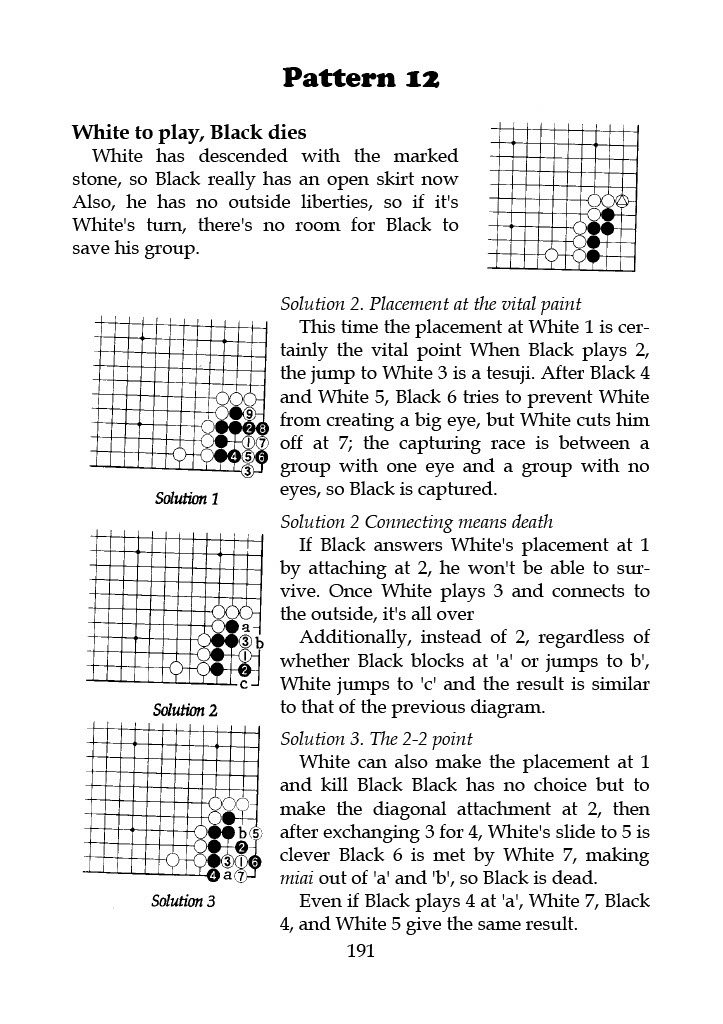 Pattern 12
White to play, Black dies
White has descended with the marked
stone, so Black really has an open skirt now
Also, he has no outside liberties, so if it's
White's turn, there's no room for Black to
save his group.
Solution 2. Placement at the vital paint
This time the placement at White 1 is cer-
tainly the vital point When Black plays 2,
the jump to White 3 is a tesuji. After Black 4
and White 5, Black 6 tries to prevent White
from creating a big eye, but White cuts him
off at 7; the capturing race is between a
group with one eye and a group with no
eyes, so Black is captured.
9
2 8
1 7
4 5 6
3
Solution 1
Solution 2 Connecting means death
If Black answers White's placement at 1
by attaching at 2, he won't be able to sur-
vive. Once White plays 3 and connects to
the outside, it's all over
Additionally, instead of 2, regardless of
whether Black blocks at 'a' or jumps to b',
White jumps to 'c' and the result is similar
to that of the previous diagram.
a
3 b
1
2
c
Solution 2
Solution 3. The 2-2 point
White can also make the placement at 1
and kill Black Black has no choice but to
make the diagonal attachment at 2, then
after exchanging 3 for 4, White's slide to 5 is
clever Black 6 is met by White 7, making
miai out of 'a' and 'b', so Black is dead.
Even if Black plays 4 at 'a', White 7, Black
4, and White 5 give the same result.
b 5
2
3 1 6
4 a 7
Solution 3
191